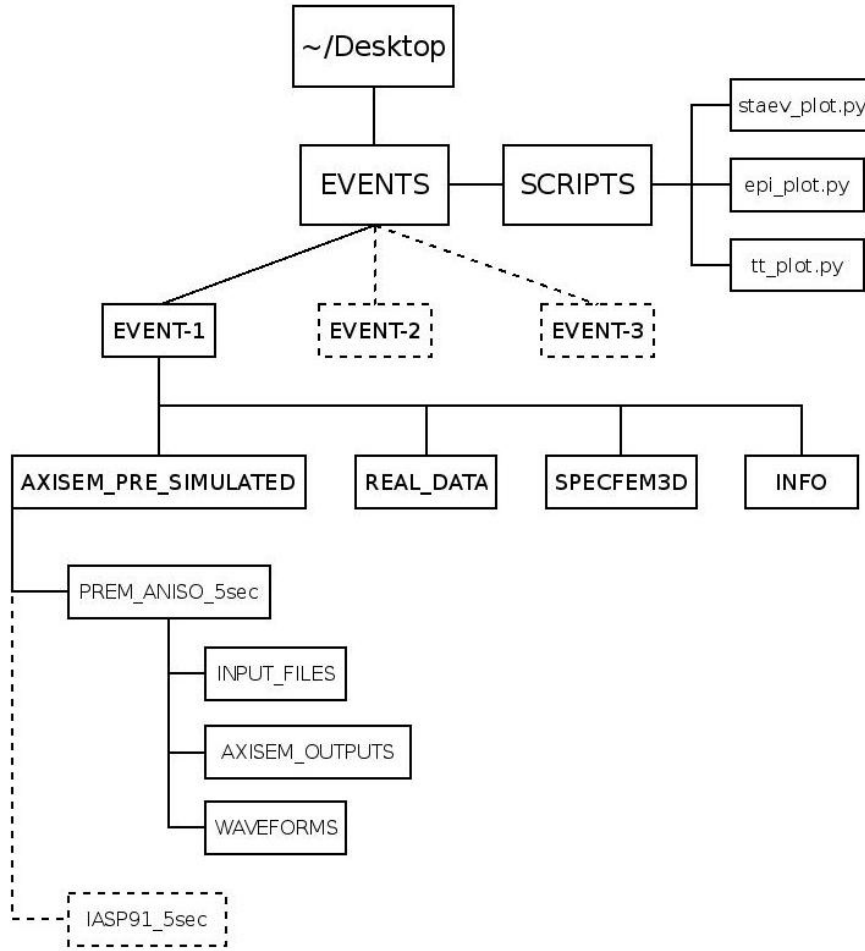 ~/Desktop
EVENTS
SCRIPTS
staev_plot.py
epi_plot.py
tt_plot.py
EVENT-1
EVENT-2
EVENT-3
AXISEM_PRE_SIMULATED
REAL_DATA
SPECFEM3D
INFO
PREM_ANISO_5sec
INPUT_FILES
AXISEM_OUTPUTS
WAVEFORMS
IASP91_5sec